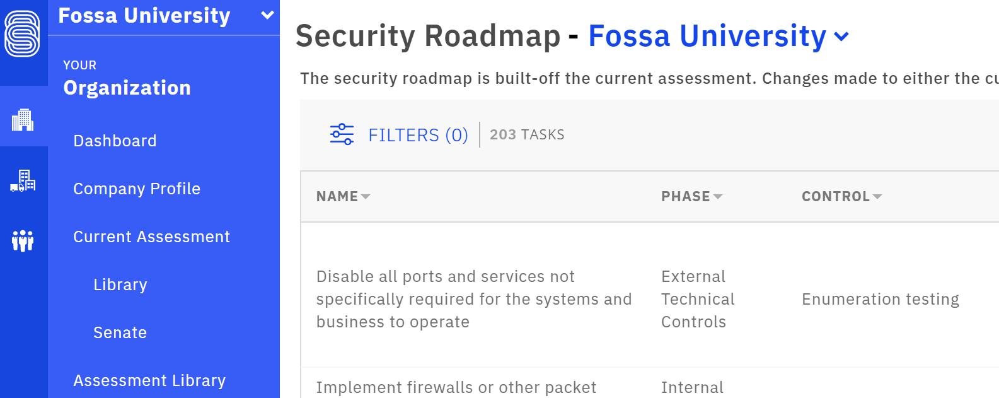 Fossa University
YOUR
Organization
Dashboard
Company Profile
Current Assessment
Library
Senate
Assessment Library
Security Roadmap - Fossa University
The security roadmap is built-off the current assessment. Changes made to either the
FILTERS (0) 203 TASKS
NAME PHASE CONTROL
Disable all ports and services not
specifically required for the systems and
business to operate
External
Technical
Controls
Enumeration testing
Implement firewalls or other packet
Internal